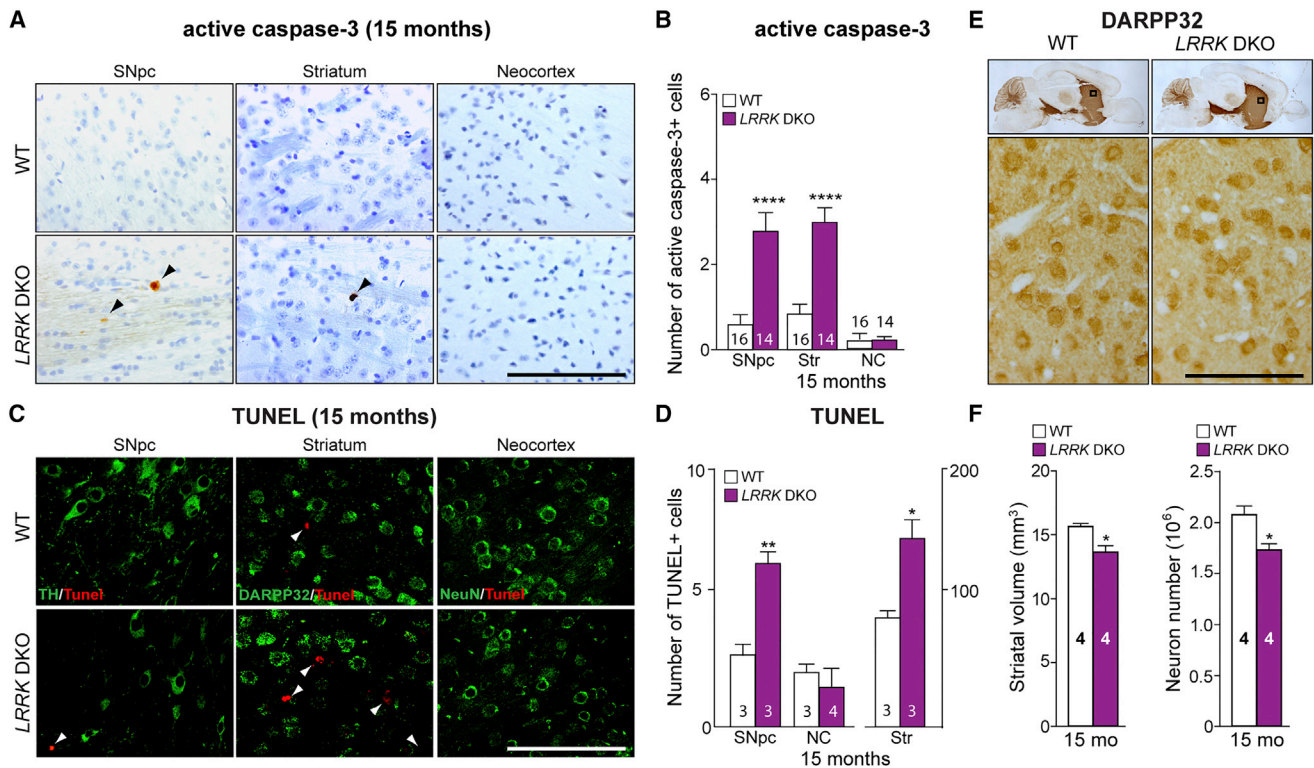 A
active caspase-3 (15 months)
SNpc
Striatum
Neocortex
WT
LRRK DKO
B
active caspase-3
Number of active caspase-3+ cells
6
4
2
0
WT
LRRK DKO
****
****
16
14
16
14
16
14
SNpc
Str
NC
15 months
E
DARPP32
WT
LRRK DKO
C
TUNEL (15 months)
SNpc
Striatum
Neocortex
WT
TH/Tunel
DARPP32/Tunel
NeuN/Tunel
LRRK DKO
D
TUNEL
Number of TUNEL+ cells
10
5
0
WT
LRRK DKO
200
100
**
*
3
3
3
4
3
3
SNpc
NC
Str
15 months
F
WT
LRRK DKO
Striatal volume (mm³)
20
15
10
5
0
*
4
4
15 mo
WT
LRRK DKO
Neuron number (10⁶)
2.5
2.0
1.5
1.0
0.5
0
*
4
4
15 mo